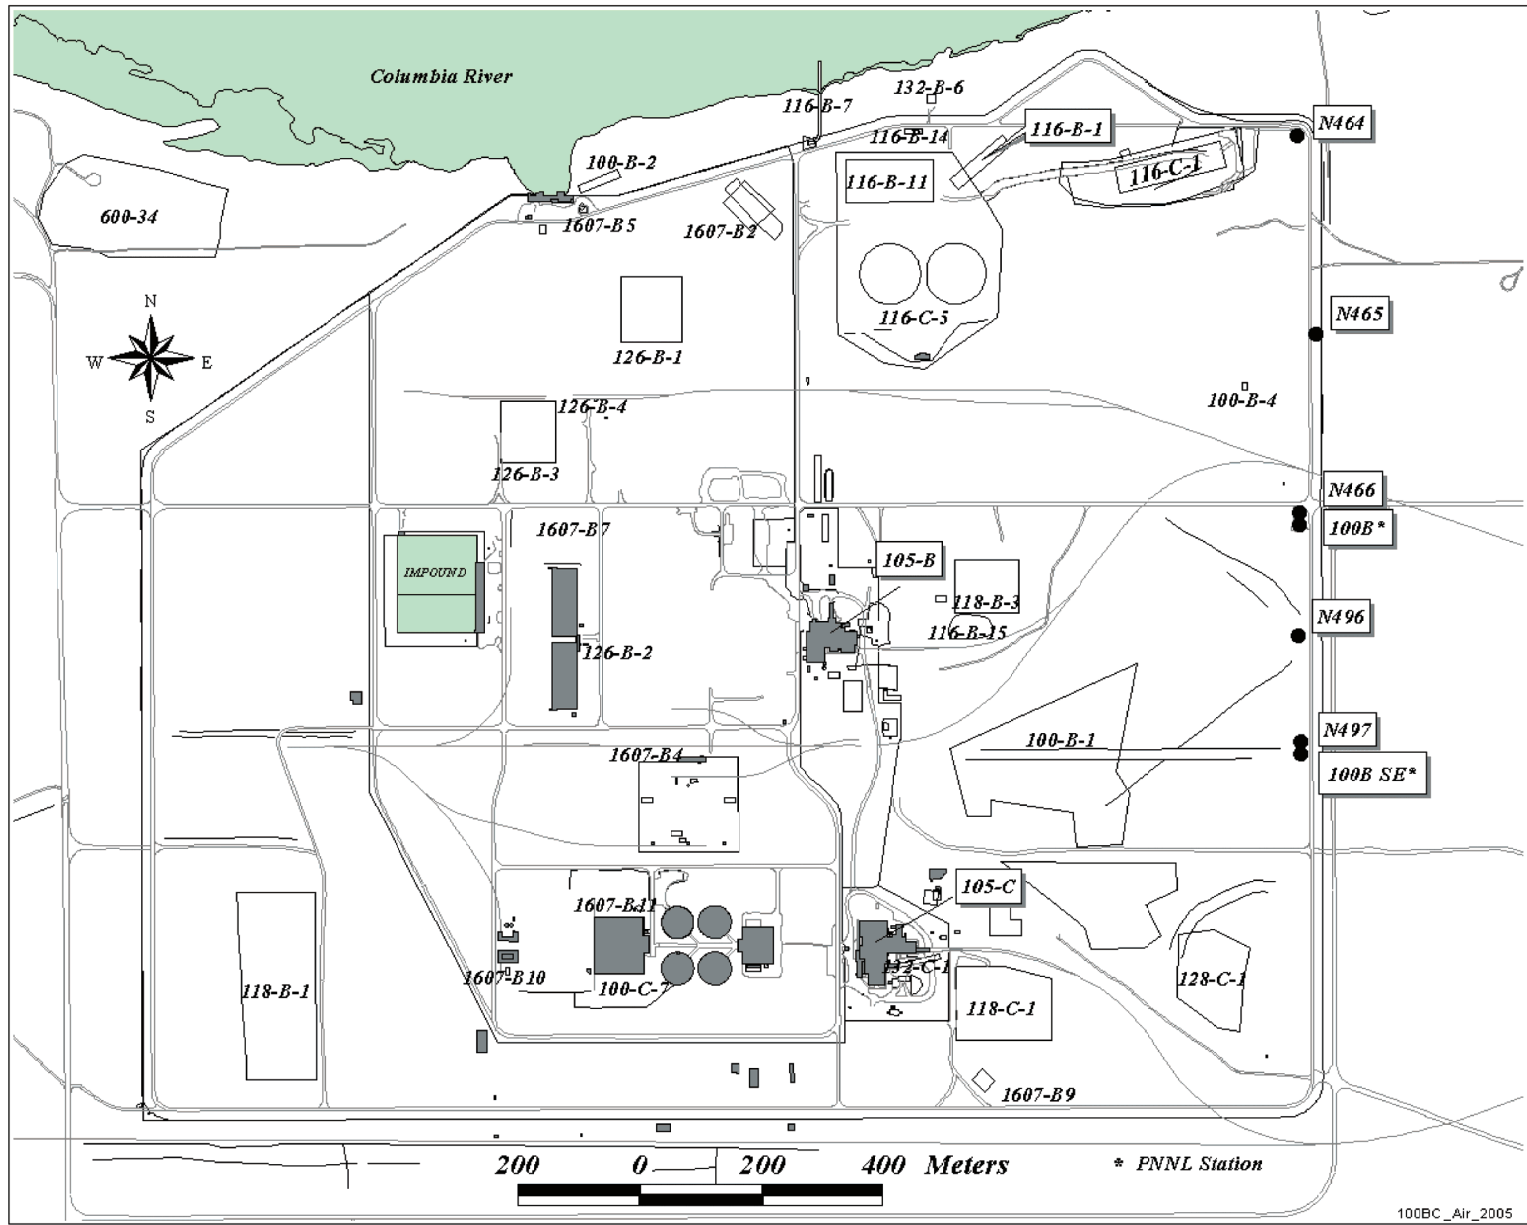 Columbia River
132-B-6
116-B-7
N464
116-B-14
116-B-1
100-B-2
116-C-1
116-B-11
600-34
1607-B5
1607-B2
N
N465
116-C-5
W
E
126-B-1
S
100-B-4
126-B-4
126-B-3
N466
1607-B7
100B*
105-B
IMPOUND
118-B-3
N496
116-B-15
126-B-2
N497
100-B-1
1607-B4
100B SE*
105-C
1607-B11
132-C-1
1607-B10
128-C-1
118-B-1
100-C-7
118-C-1
1607-B9
200 0 200 400 Meters
* PNNL Station
100BC_Air_2005